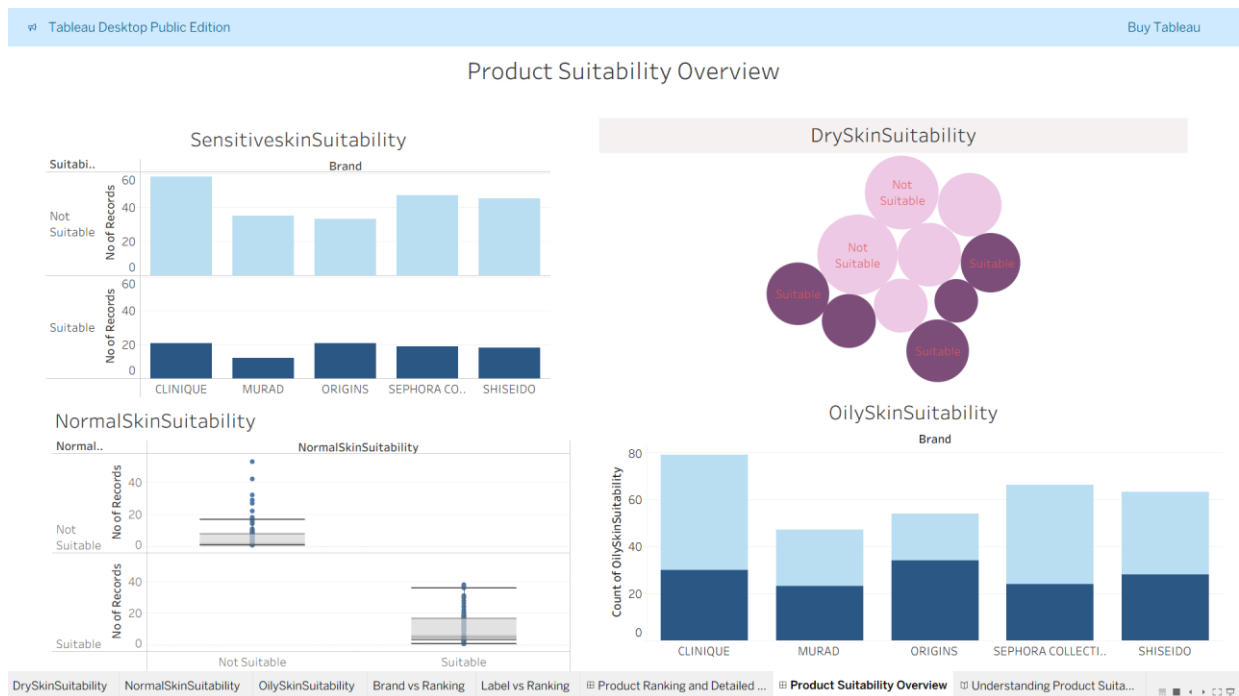 Tableau Desktop Public Edition
Buy Tableau
Product Suitability Overview
SensitiveskinSuitability
Suitabi..
Brand
Not
Suitable
No of Records
60
40
20
0
Suitable
No of Records
60
40
20
0
CLINIQUE
MURAD
ORIGINS
SEPHORA CO..
SHISEIDO
DrySkinSuitability
Not
Suitable
Not
Suitable
Suitable
Suitable
Suitable
NormalSkinSuitability
Normal..
NormalSkinSuitability
Not
Suitable
No of Records
40
20
0
Suitable
No of Records
40
20
0
Not Suitable
Suitable
OilySkinSuitability
Brand
Count of OilySkinSuitability
80
60
40
20
0
CLINIQUE
MURAD
ORIGINS
SEPHORA COLLECTI..
SHISEIDO
DrySkinSuitability
NormalSkinSuitability
OilySkinSuitability
Brand vs Ranking
Label vs Ranking
Product Ranking and Detailed ...
Product Suitability Overview
Understanding Product Suita...